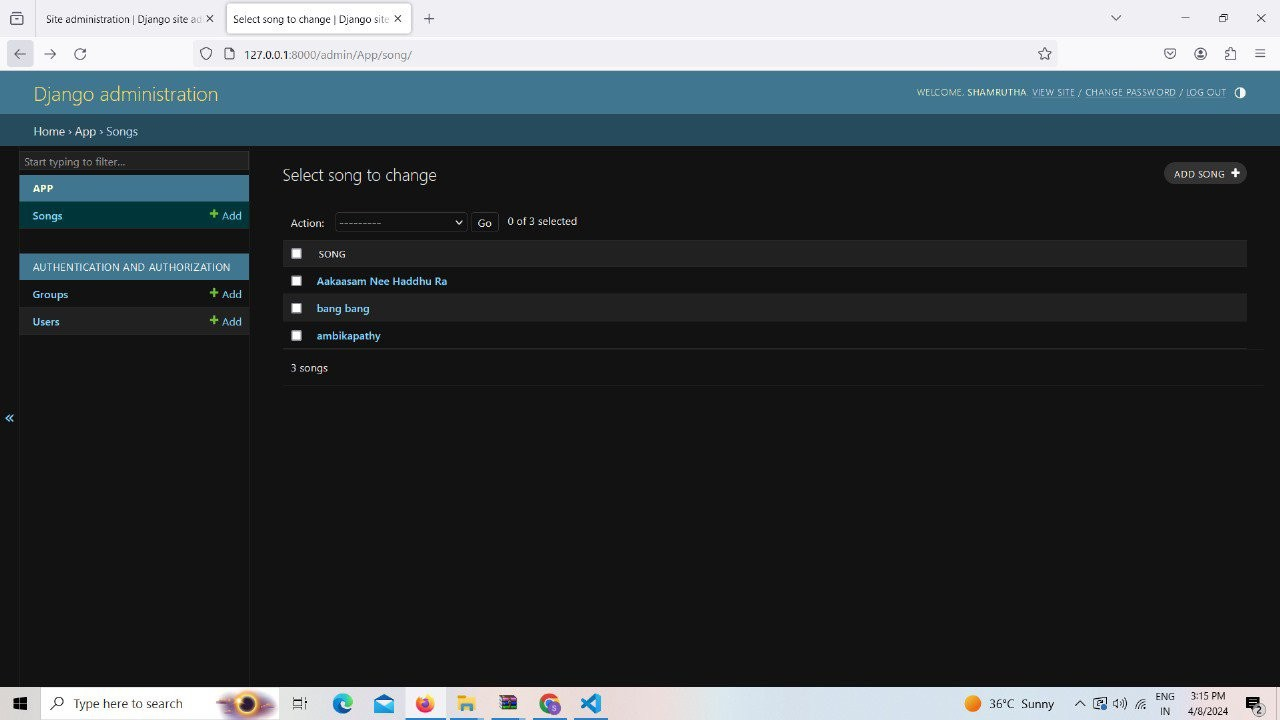 Site administration | Django site ad
Select song to change | Django site
127.0.0.1:8000/admin/App/song/
Django administration
WELCOME, SHAMRUTHA. VIEW SITE / CHANGE PASSWORD / LOG OUT
Home › App › Songs
Start typing to filter...
APP
Songs + Add
AUTHENTICATION AND AUTHORIZATION
Groups + Add
Users + Add
«
Select song to change
ADD SONG +
Action: --------- Go 0 of 3 selected
SONG
Aakaasam Nee Haddhu Ra
bang bang
ambikapathy
3 songs
Type here to search
36°C Sunny
ENG
IN
3:15 PM
4/8/2024
2